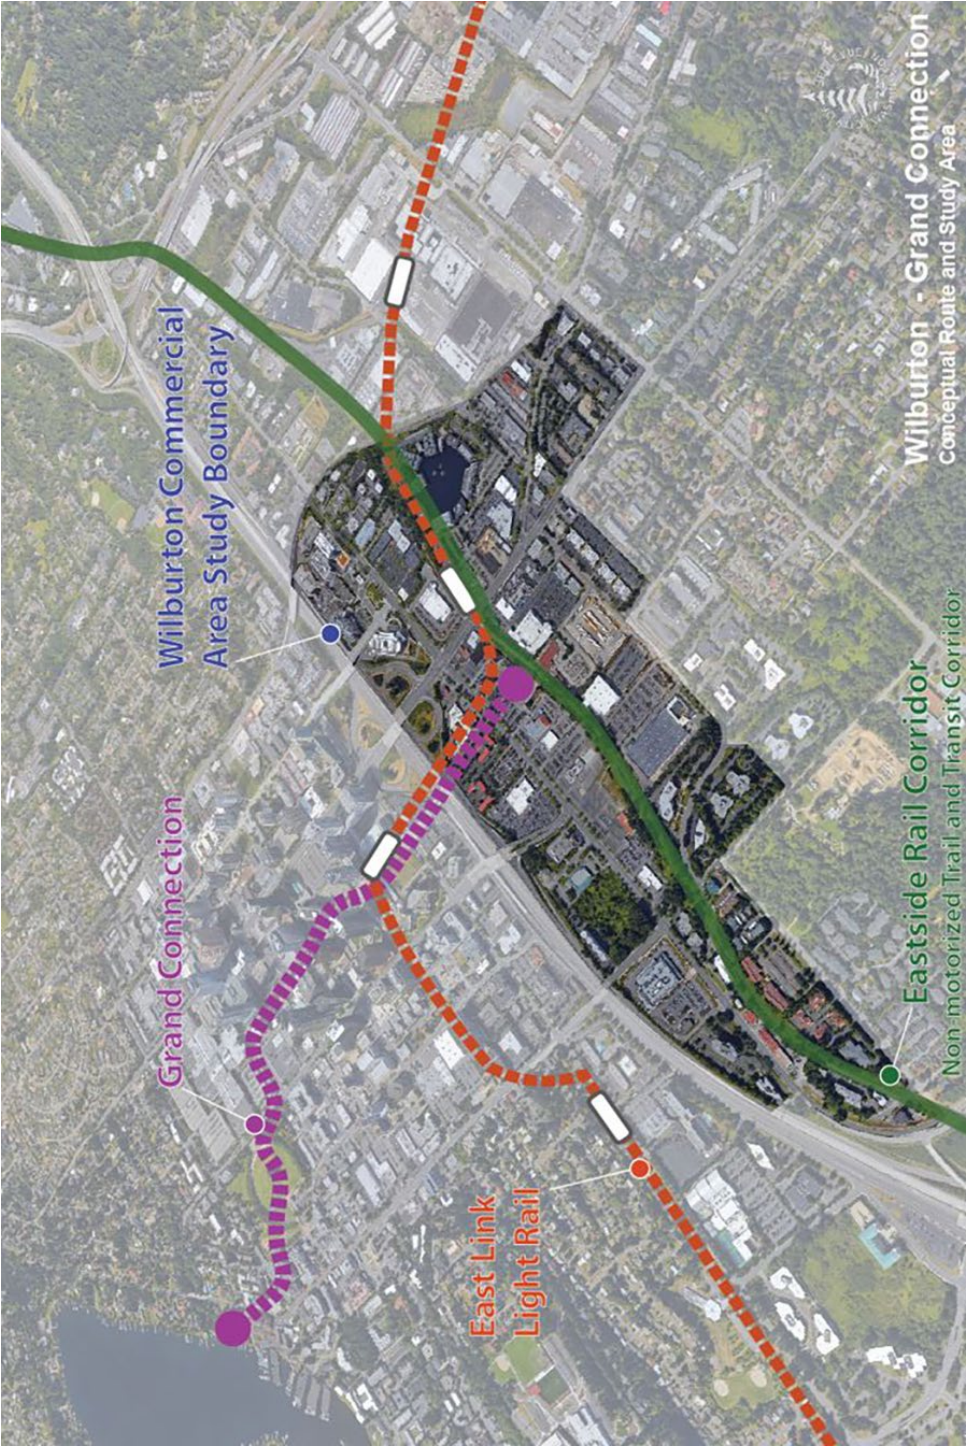 Wilburton Commercial
Area Study Boundary
Grand Connection
East Link
Light Rail
Eastside Rail Corridor
Non-motorized Trail and Transit Corridor
Wilburton - Grand Connection
Conceptual Route and Study Area